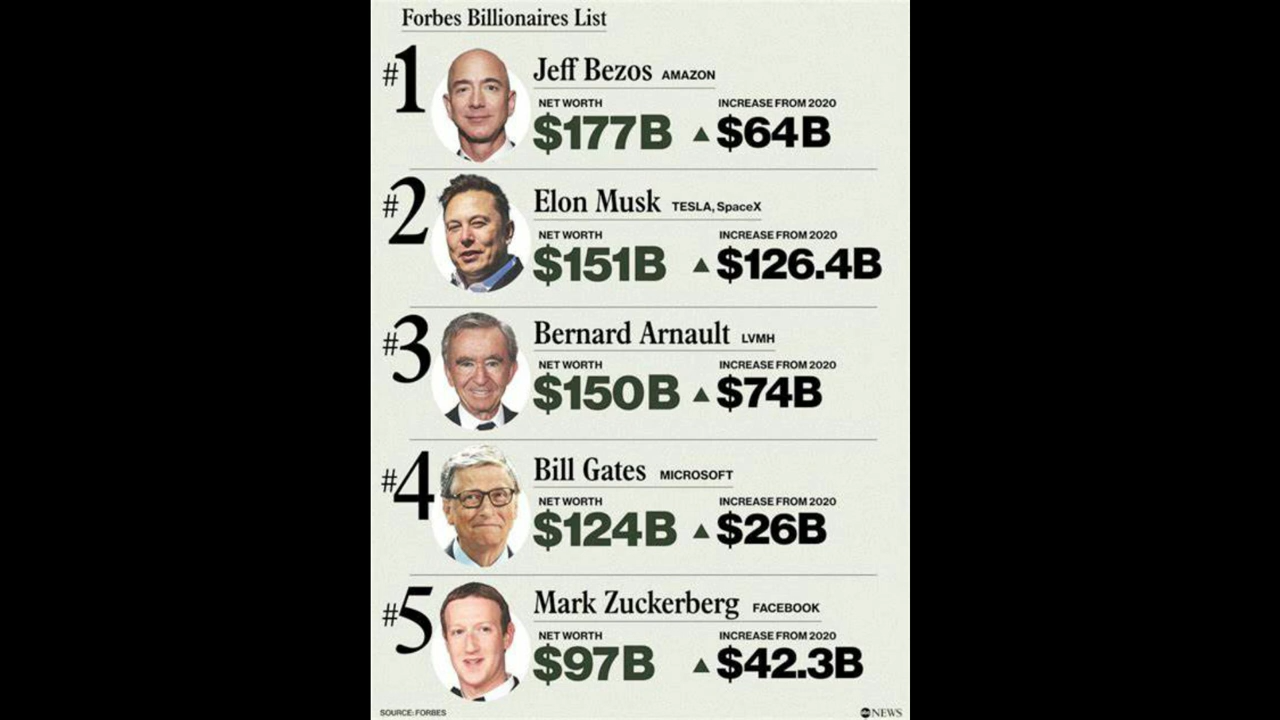 Forbes Billionaires List
#1
Jeff Bezos AMAZON
NET WORTH INCREASE FROM 2020
$177B ▲ $64B
#2
Elon Musk TESLA, SpaceX
NET WORTH INCREASE FROM 2020
$151B ▲ $126.4B
#3
Bernard Arnault LVMH
NET WORTH INCREASE FROM 2020
$150B ▲ $74B
#4
Bill Gates MICROSOFT
NET WORTH INCREASE FROM 2020
$124B ▲ $26B
#5
Mark Zuckerberg FACEBOOK
NET WORTH INCREASE FROM 2020
$97B ▲ $42.3B
SOURCE: FORBES abc NEWS